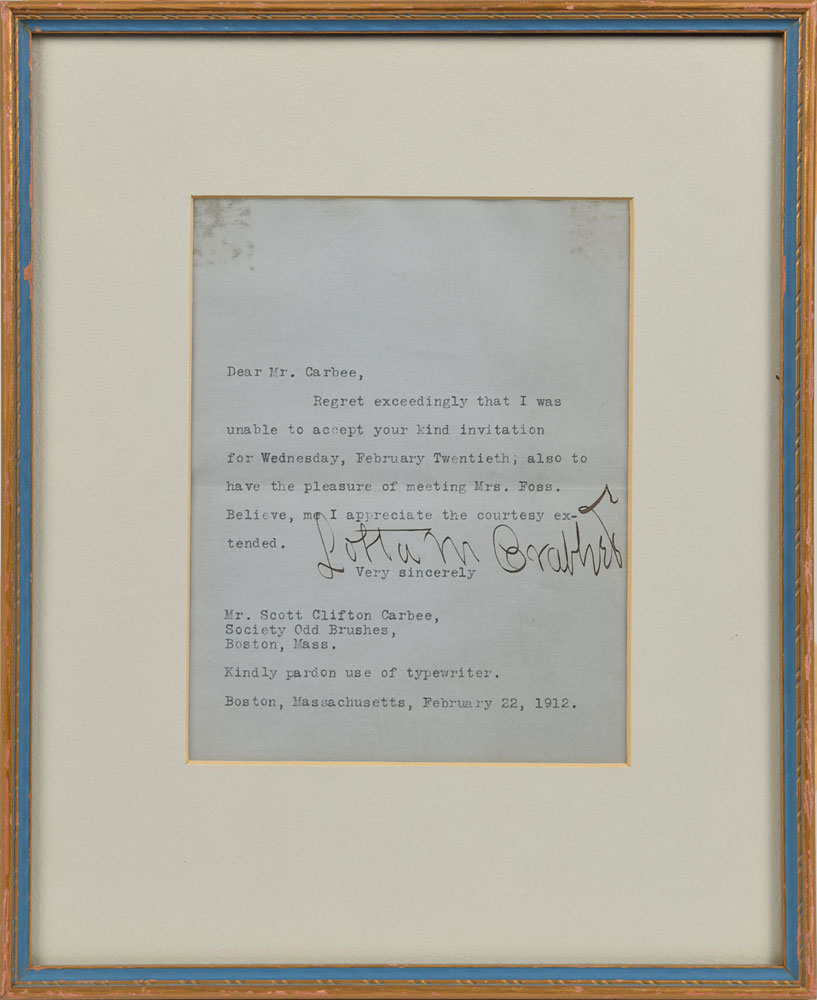 Dear Mr. Carbee,
Regret exceedingly that I was
unable to accept your kind invitation
for Wednesday, February Twentieth; also to
have the pleasure of meeting Mrs. Foss.
Believe, me I appreciate the courtesy ex-
tended.
Lotta M Crabtree
Very sincerely
Mr. Scott Clifton Carbee,
Society Odd Brushes,
Boston, Mass.
Kindly pardon use of typewriter.
Boston, Massachusetts, February 22, 1912.